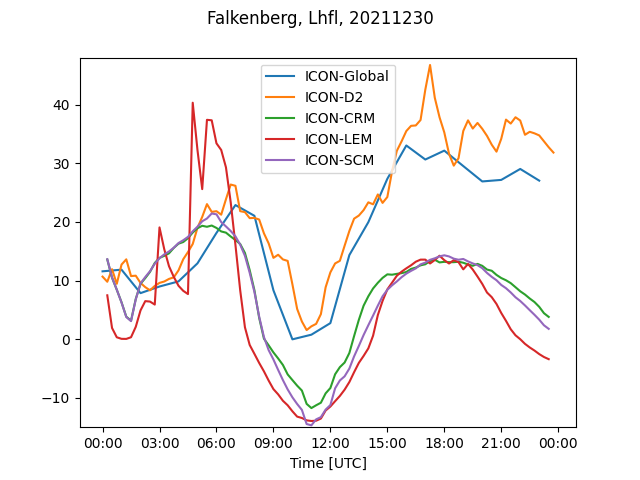 Falkenberg, Lhfl, 20211230
ICON-Global
ICON-D2
ICON-CRM
ICON-LEM
ICON-SCM
40
30
20
10
0
−10
00:00 03:00 06:00 09:00 12:00 15:00 18:00 21:00 00:00
Time [UTC]